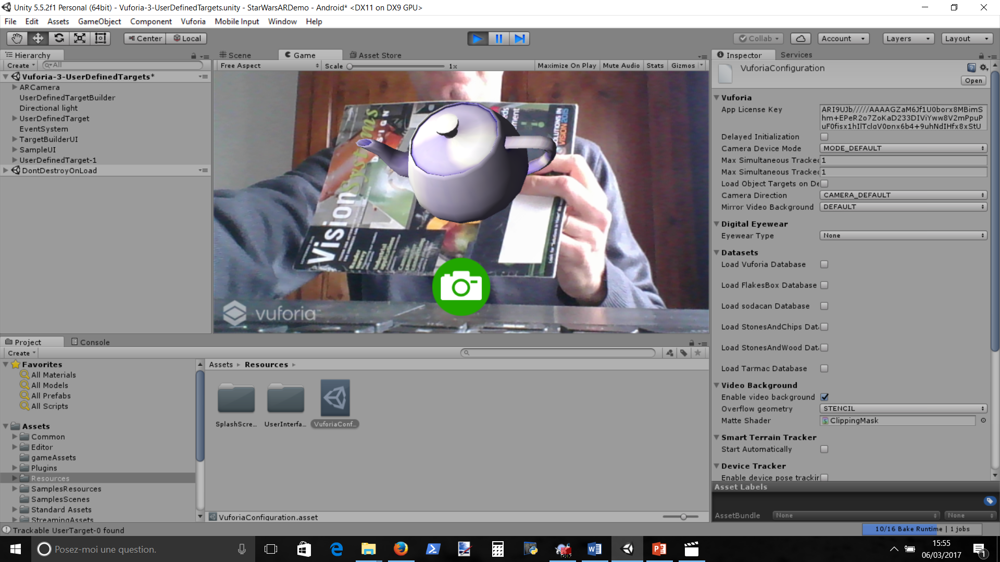 Unity 5.5.2f1 Personal (64bit) - Vuforia-3-UserDefinedTargets.unity - StarWarsARDemo - Android* <DX11 on DX9 GPU>
File Edit Assets GameObject Component Vuforia Mobile Input Window Help
Center Local Collab Account Layers Layout
Hierarchy
Create All
Vuforia-3-UserDefinedTargets*
ARCamera
UserDefinedTargetBuilder
Directional light
UserDefinedTarget
EventSystem
TargetBuilderUI
SampleUI
UserDefinedTarget-1
DontDestroyOnLoad
Scene Game Asset Store
Free Aspect Scale 1x Maximize On Play Mute Audio Stats Gizmos
Vision
Systems
DESIGN
SOLUTIONS IN
VISION 2015
vuforia
Inspector Services
VuforiaConfiguration
Open
Vuforia
App License Key ARI9UJb/////AAAAGZaM6Jf1U0borx8MBimS
hm+EPeR2o7ZoKaD233DIViYww8V2mPpuP
uF0fisx1hIlTclgV0pnx6b4+9uhNdIHfx8xStU
Delayed Initialization
Camera Device Mode MODE_DEFAULT
Max Simultaneous Tracke 1
Max Simultaneous Tracke 1
Load Object Targets on De
Camera Direction CAMERA_DEFAULT
Mirror Video Background DEFAULT
Digital Eyewear
Eyewear Type None
Datasets
Load Vuforia Database
Load FlakesBox Database
Load sodacan Database
Load StonesAndChips Dat
Load StonesAndWood Dat
Load Tarmac Database
Video Background
Enable video background
Overflow geometry STENCIL
Matte Shader ClippingMask
Smart Terrain Tracker
Start Automatically
Device Tracker
Enable device pose trackir
Asset Labels
AssetBundle None None
Project Console
Create
Favorites
All Materials
All Models
All Prefabs
All Scripts
Assets
Common
Editor
gameAssets
Plugins
Resources
SamplesResources
SamplesScenes
Standard Assets
StreamingAssets
Assets Resources
SplashScre... UserInterfa... VuforiaConf...
VuforiaConfiguration.asset
Trackable UserTarget-0 found
10/16 Bake Runtime | 1 jobs
Posez-moi une question.
15:55
06/03/2017
1